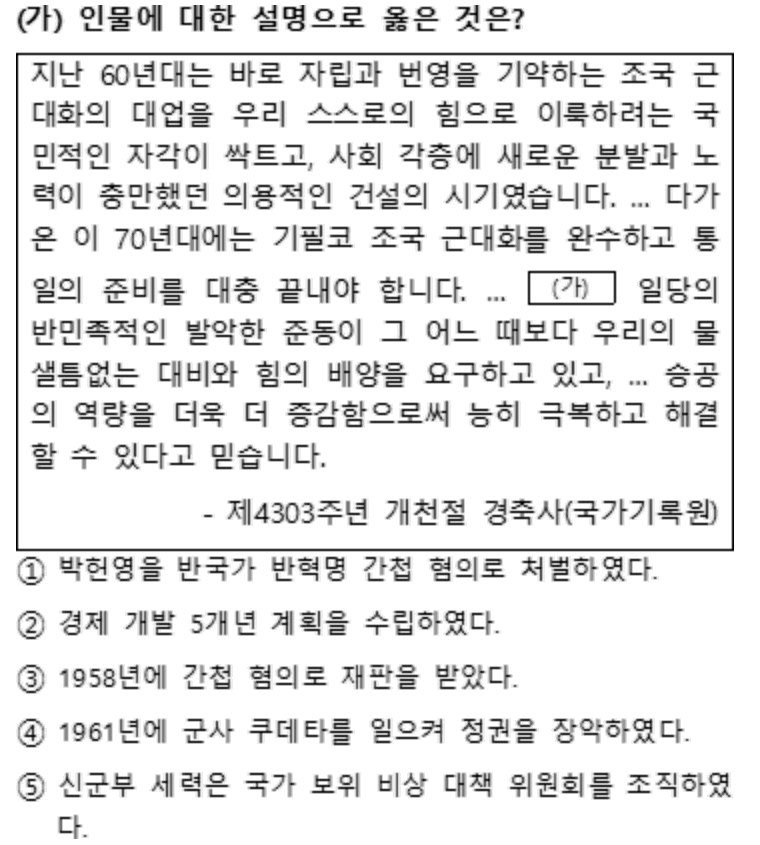 (가) 인물에 대한 설명으로 옳은 것은?
지난 60년대는 바로 자립과 번영을 기약하는 조국 근
대화의 대업을 우리 스스로의 힘으로 이룩하려는 국
민적인 자각이 싹트고, 사회 각층에 새로운 분발과 노
력이 충만했던 의용적인 건설의 시기였습니다. ... 다가
온 이 70년대에는 기필코 조국 근대화를 완수하고 통
일의 준비를 대충 끝내야 합니다. ... (가) 일당의
반민족적인 발악한 준동이 그 어느 때보다 우리의 물
샐틈없는 대비와 힘의 배양을 요구하고 있고, ... 승공
의 역량을 더욱 더 증감함으로써 능히 극복하고 해결
할 수 있다고 믿습니다.
- 제4303주년 개천절 경축사(국가기록원)
① 박헌영을 반국가 반혁명 간첩 혐의로 처벌하였다.
② 경제 개발 5개년 계획을 수립하였다.
③ 1958년에 간첩 혐의로 재판을 받았다.
④ 1961년에 군사 쿠데타를 일으켜 정권을 장악하였다.
⑤ 신군부 세력은 국가 보위 비상 대책 위원회를 조직하였
다.